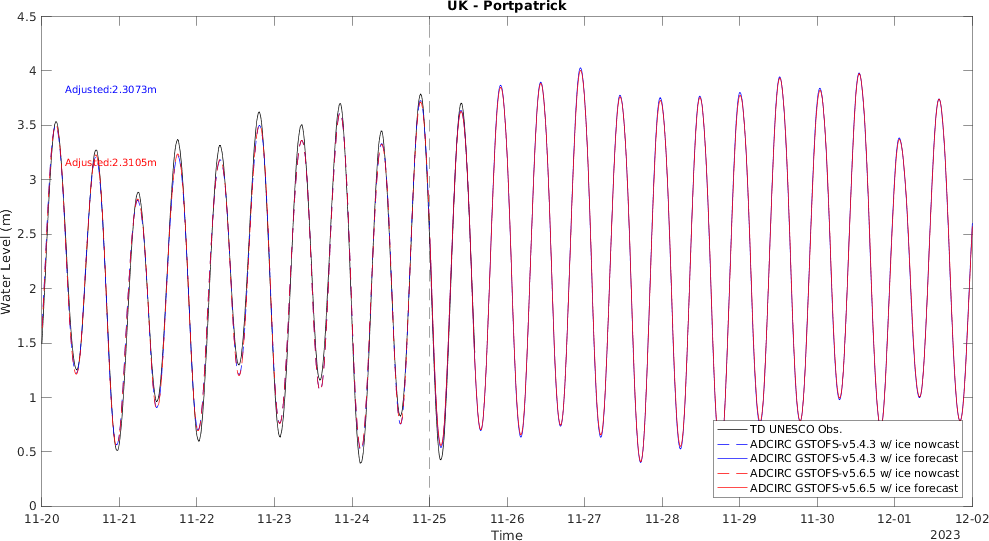 UK - Portpatrick
4.5
4
3.5
3
2.5
2
1.5
1
0.5
0
Water Level (m)
Adjusted:2.3073m
Adjusted:2.3105m
TD UNESCO Obs.
ADCIRC GSTOFS-v5.4.3 w/ ice nowcast
ADCIRC GSTOFS-v5.4.3 w/ ice forecast
ADCIRC GSTOFS-v5.6.5 w/ ice nowcast
ADCIRC GSTOFS-v5.6.5 w/ ice forecast
11-20 11-21 11-22 11-23 11-24 11-25 11-26 11-27 11-28 11-29 11-30 12-01 12-02
Time
2023